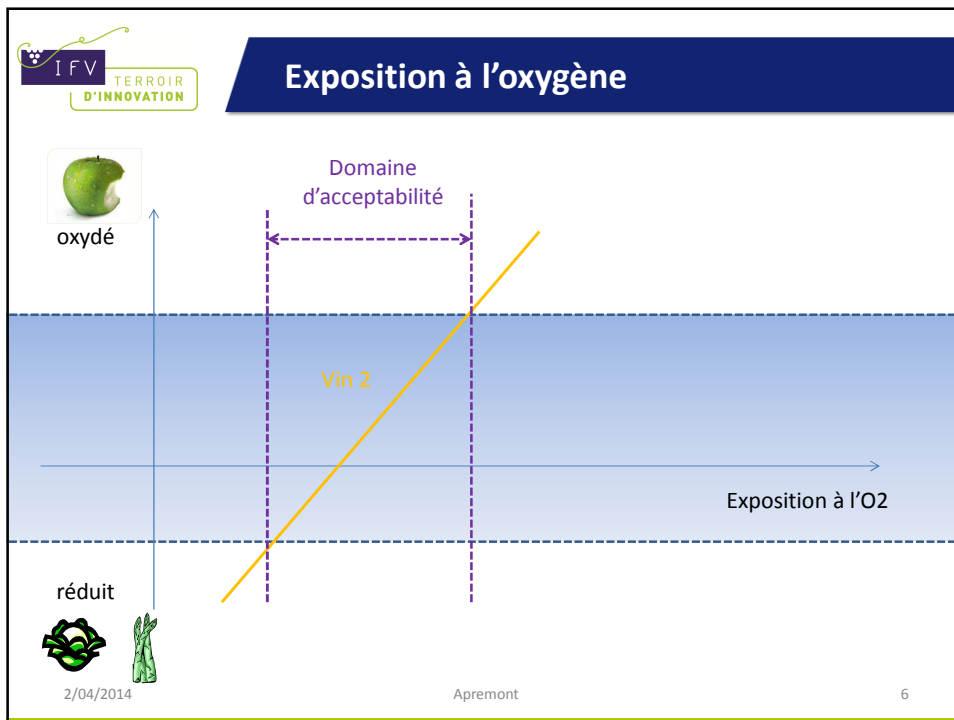 IFV
TERROIR
D'INNOVATION
Exposition à l’oxygène
Domaine
d’acceptabilité
oxydé
Vin 2
Exposition à l’O2
réduit
2/04/2014
Apremont
6